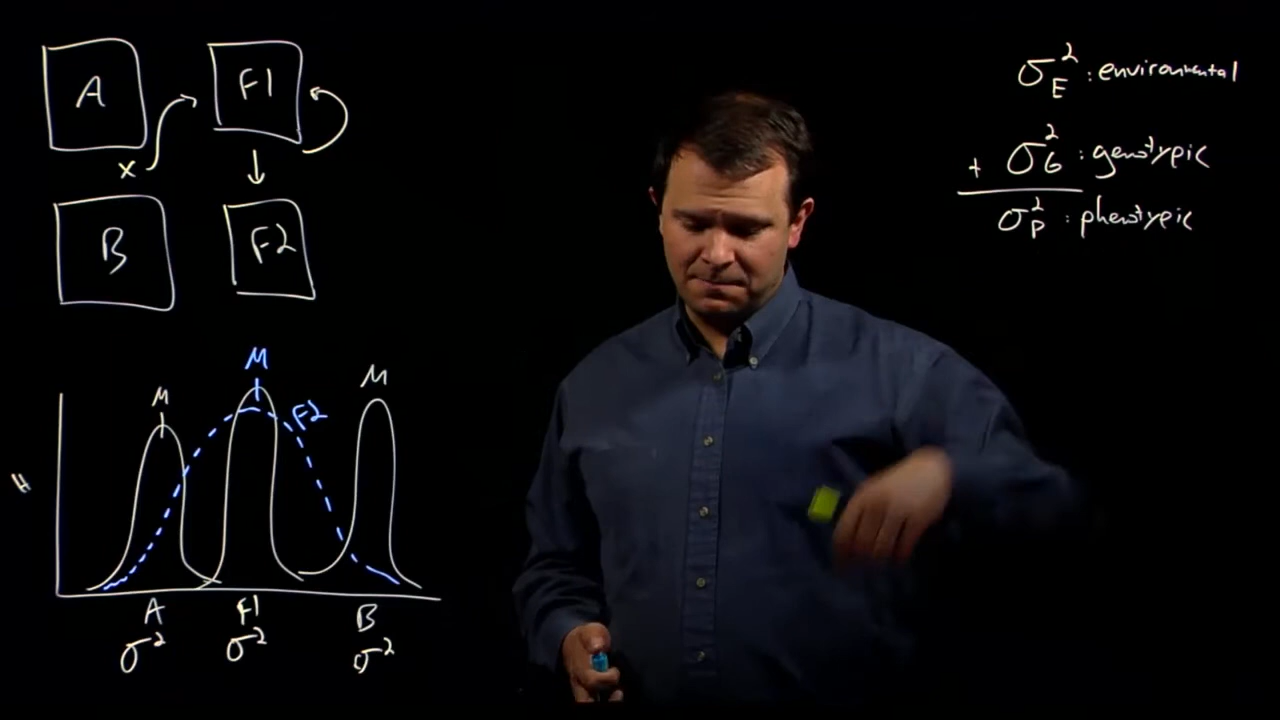 A
F1
x
B
F2
σ²E : environmental
+ σ²G : genotypic
σ²P : phenotypic
M
M
M
F2
A F1 B
σ² σ² σ²